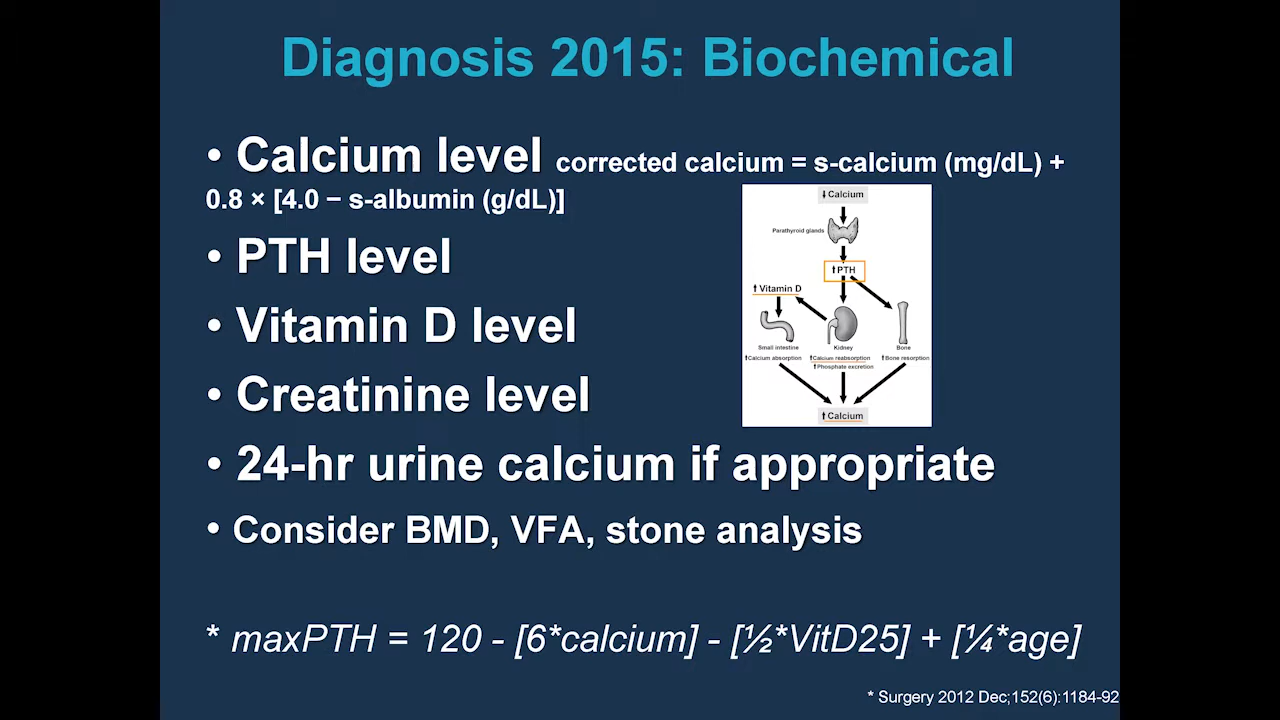 Diagnosis 2015: Biochemical
• Calcium level corrected calcium = s-calcium (mg/dL) +
0.8 × [4.0 − s-albumin (g/dL)]
• PTH level
• Vitamin D level
• Creatinine level
• 24-hr urine calcium if appropriate
• Consider BMD, VFA, stone analysis
⬇Calcium
Parathyroid glands
⬆PTH
⬆Vitamin D
Small intestine
Kidney
Bone
⬆Calcium absorption
⬆Calcium reabsorption
⬆Phosphate excretion
⬆Bone resorption
⬆Calcium
* maxPTH = 120 - [6*calcium] - [½*VitD25] + [¼*age]
* Surgery 2012 Dec;152(6):1184-92